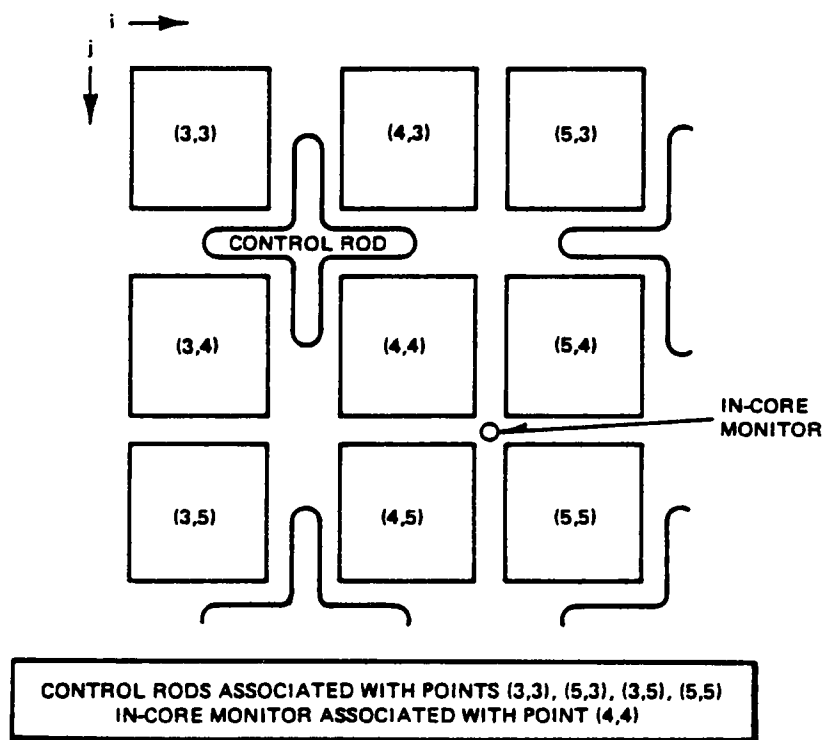 i
j
(3,3)
(4,3)
(5,3)
CONTROL ROD
(3,4)
(4,4)
(5,4)
IN-CORE
MONITOR
(3,5)
(4,5)
(5,5)
CONTROL RODS ASSOCIATED WITH POINTS (3,3), (5,3), (3,5), (5,5)
IN-CORE MONITOR ASSOCIATED WITH POINT (4,4)